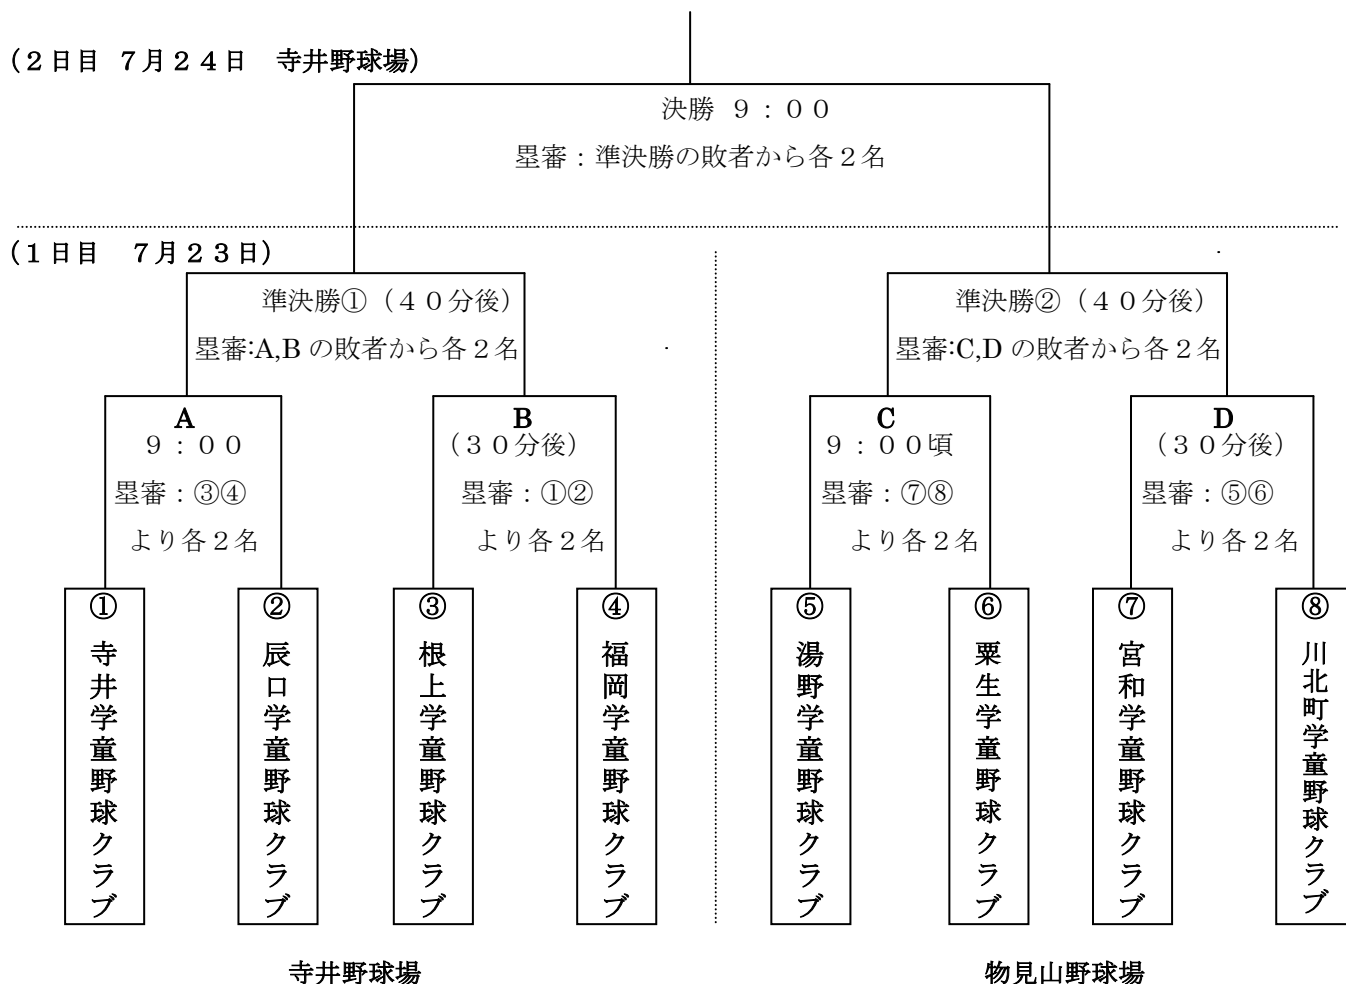 (２日目 ７月２４日　寺井野球場)
決勝 ９：００
塁審：準決勝の敗者から各２名
(１日目　７月２３日)
準決勝①（４０分後）
塁審:A,B の敗者から各２名
準決勝②（４０分後）
塁審:C,D の敗者から各２名
A
９：００
塁審：③④
より各２名
B
（３０分後）
塁審：①②
より各２名
C
９：００頃
塁審：⑦⑧
より各２名
D
（３０分後）
塁審：⑤⑥
より各２名
①寺井学童野球クラブ
②辰口学童野球クラブ
③根上学童野球クラブ
④福岡学童野球クラブ
⑤湯野学童野球クラブ
⑥粟生学童野球クラブ
⑦宮和学童野球クラブ
⑧川北町学童野球クラブ
寺井野球場
物見山野球場